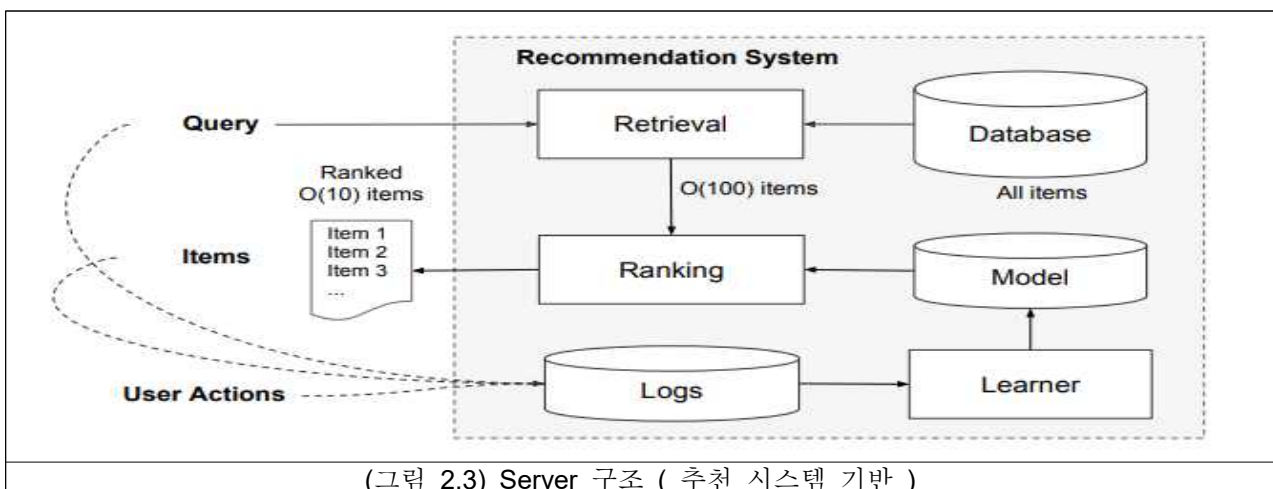 Recommendation System
Query
Retrieval
Database
Ranked
O(10) items
O(100) items
All items
Items
Item 1
Item 2
Item 3
...
Ranking
Model
User Actions
Logs
Learner
(그림 2.3) Server 구조 ( 추천 시스템 기반 )